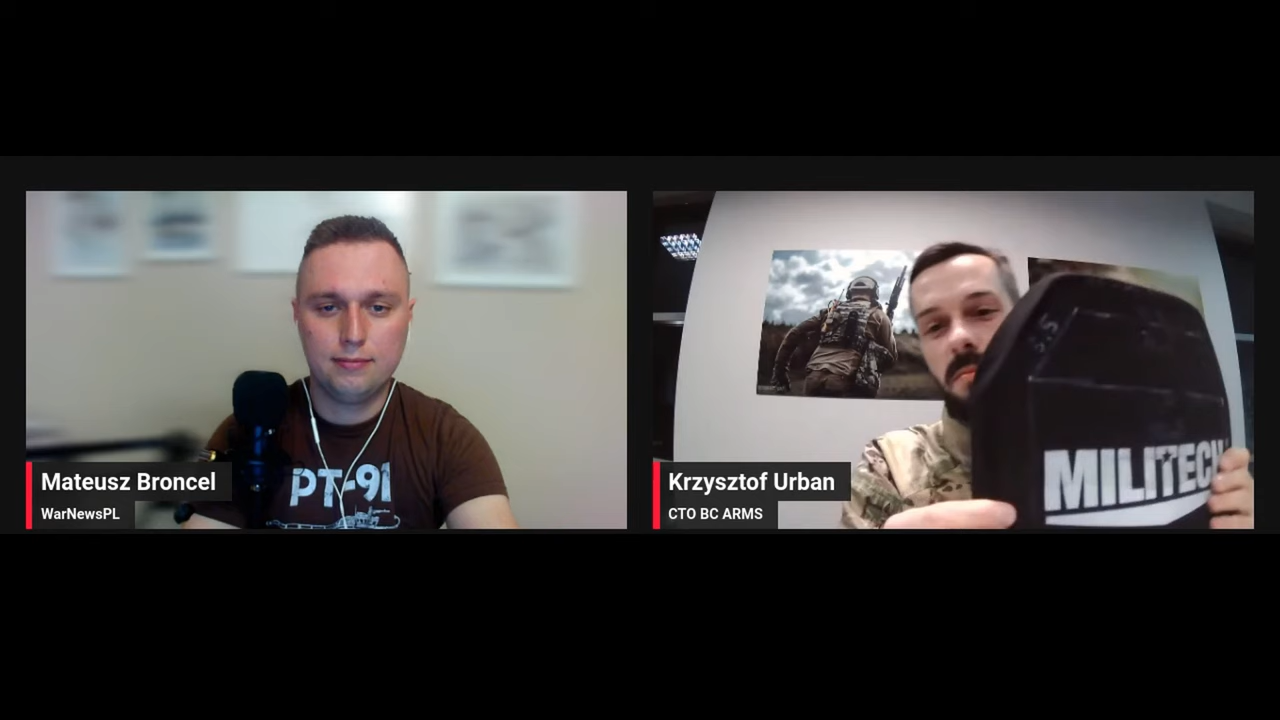 PT-91
Mateusz Broncel
WarNewsPL
MILITECH
Krzysztof Urban
CTO BC ARMS